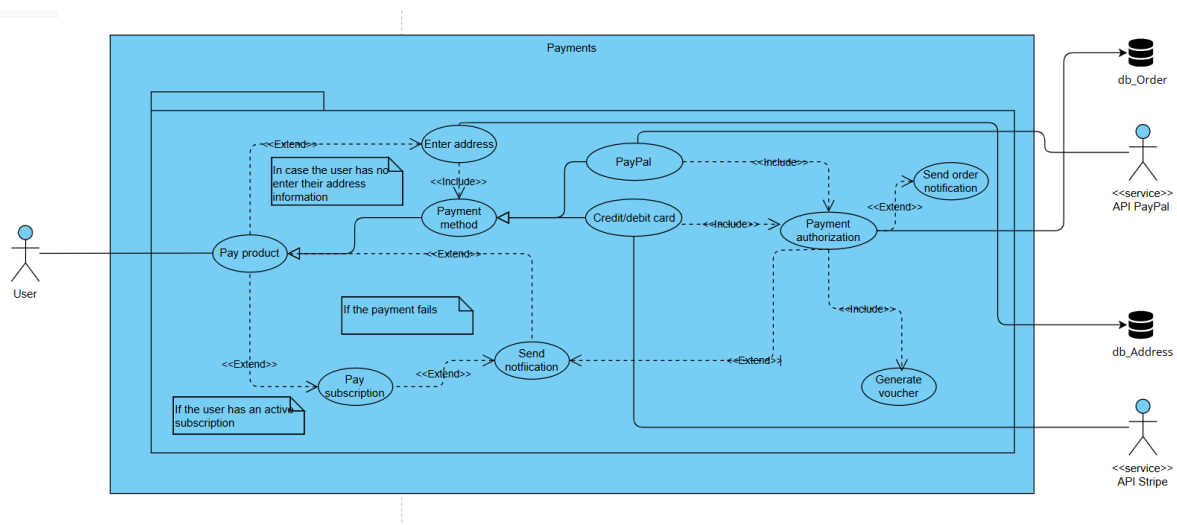 Payments
db_Order
<<Extend>>
Enter address
In case the user has no
enter their address
information
<<Include>>
PayPal
<<Include>>
Send order
notification
<<service>>
API PayPal
Payment
method
Credit/debit card
<<Include>>
Payment
authorization
<<Extend>>
User
Pay product
<<Extend>>
If the payment fails
<<Include>>
db_Address
<<Extend>>
Pay
subscription
<<Extend>>
Send
notfiication
<<Extend>>
Generate
voucher
If the user has an active
subscription
<<service>>
API Stripe